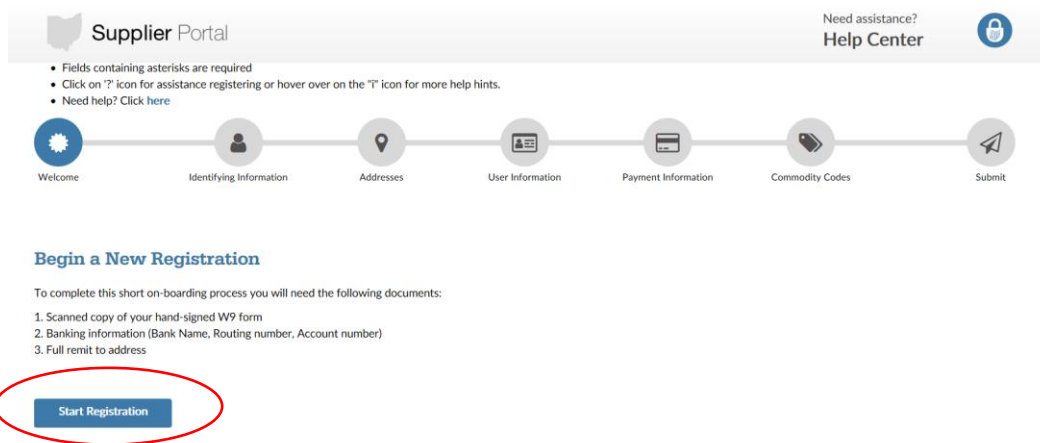 Supplier Portal
Need assistance?
Help Center
• Fields containing asterisks are required
• Click on '?' icon for assistance registering or hover over on the "i" icon for more help hints.
• Need help? Click here
Welcome
Identifying Information
Addresses
User Information
Payment Information
Commodity Codes
Submit
Begin a New Registration
To complete this short on-boarding process you will need the following documents:
1. Scanned copy of your hand-signed W9 form
2. Banking information (Bank Name, Routing number, Account number)
3. Full remit to address
Start Registration